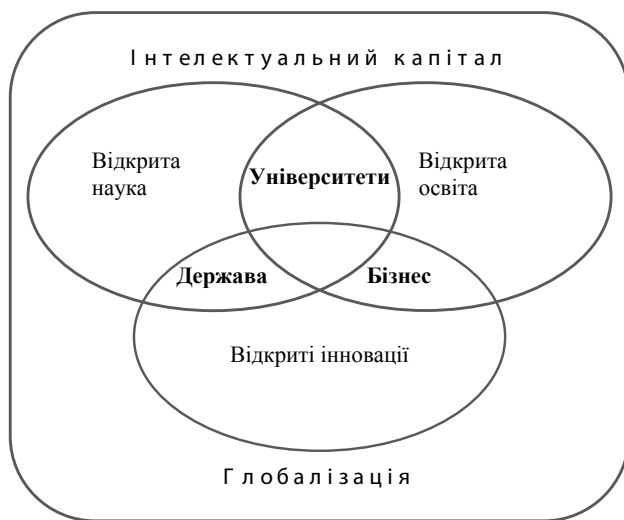 Інтелектуальний капітал
Відкрита
наука
Університети
Відкрита
освіта
Держава
Бізнес
Відкриті інновації
Глобалізація